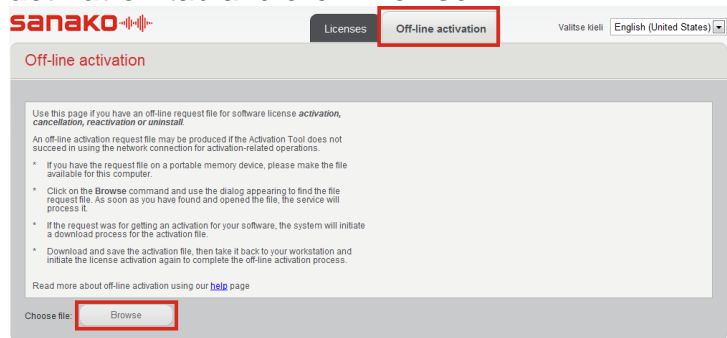 sanako
Licenses
Off-line activation
Valitse kieli
English (United States)
Off-line activation
Use this page if you have an off-line request file for software license activation,
cancellation, reactivation or uninstall.
An off-line activation request file may be produced if the Activation Tool does not
succeed in using the network connection for activation-related operations.
* If you have the request file on a portable memory device, please make the file
available for this computer.
* Click on the Browse command and use the dialog appearing to find the file
request file. As soon as you have found and opened the file, the service will
process it.
* If the request was for getting an activation for your software, the system will initiate
a download process for the activation file.
* Download and save the activation file, then take it back to your workstation and
initiate the license activation again to complete the off-line activation process.
Read more about off-line activation using our help page
Choose file:
Browse